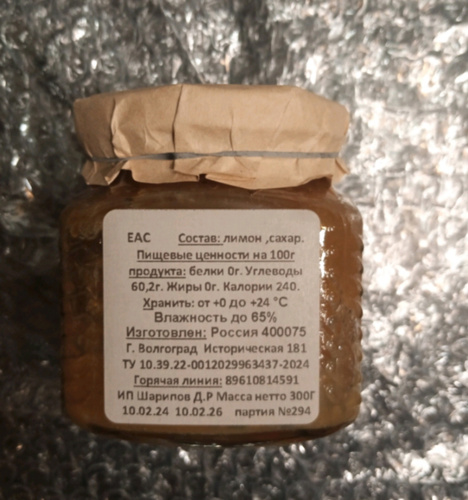 ЕАС Состав: лимон ,сахар.
Пищевые ценности на 100г
продукта: белки 0г. Углеводы
60,2г. Жиры 0г. Калории 240.
Хранить: от +0 до +24 °С
Влажность до 65%
Изготовлен: Россия 400075
Г. Волгоград Историческая 181
ТУ 10.39.22-0012029963437-2024
Горячая линия: 89610814591
ИП Шарипов Д.Р Масса нетто 300Г
10.02.24 10.02.26 партия №294